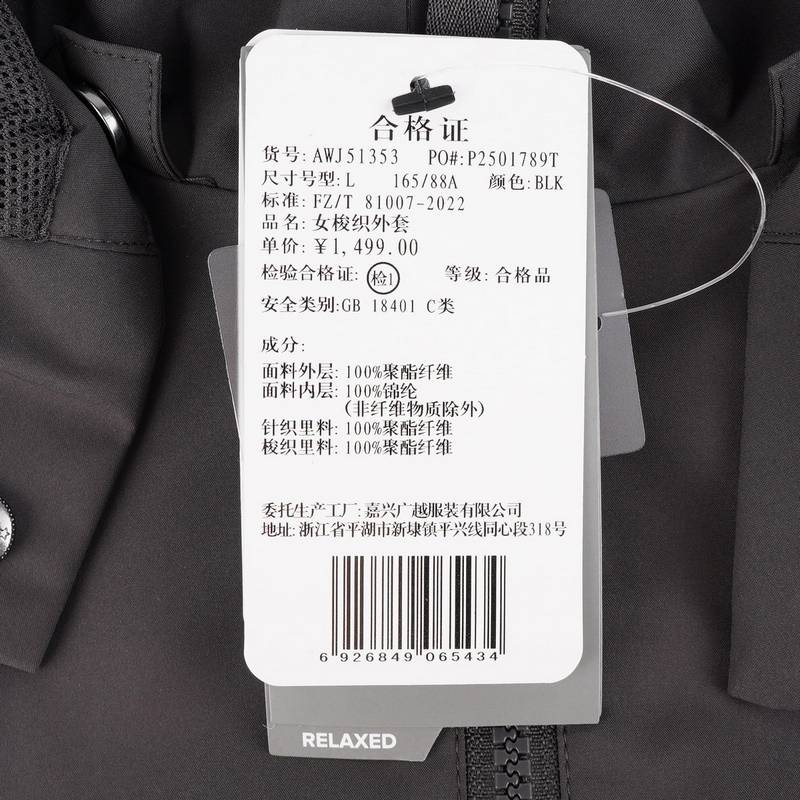 合格证
货号: AWJ51353 PO#:P2501789T
尺寸号型: L 165/88A 颜色: BLK
标准: FZ/T 81007-2022
品名: 女梭织外套
单价: ¥1,499.00
检验合格证: 检1 等级: 合格品
安全类别:GB 18401 C类
成分:
面料外层: 100%聚酯纤维
面料内层: 100%锦纶
(非纤维物质除外)
针织里料: 100%聚酯纤维
梭织里料: 100%聚酯纤维
委托生产工厂: 嘉兴广越服装有限公司
地址: 浙江省平湖市新埭镇平兴线同心段318号
6 926849 065434
RELAXED